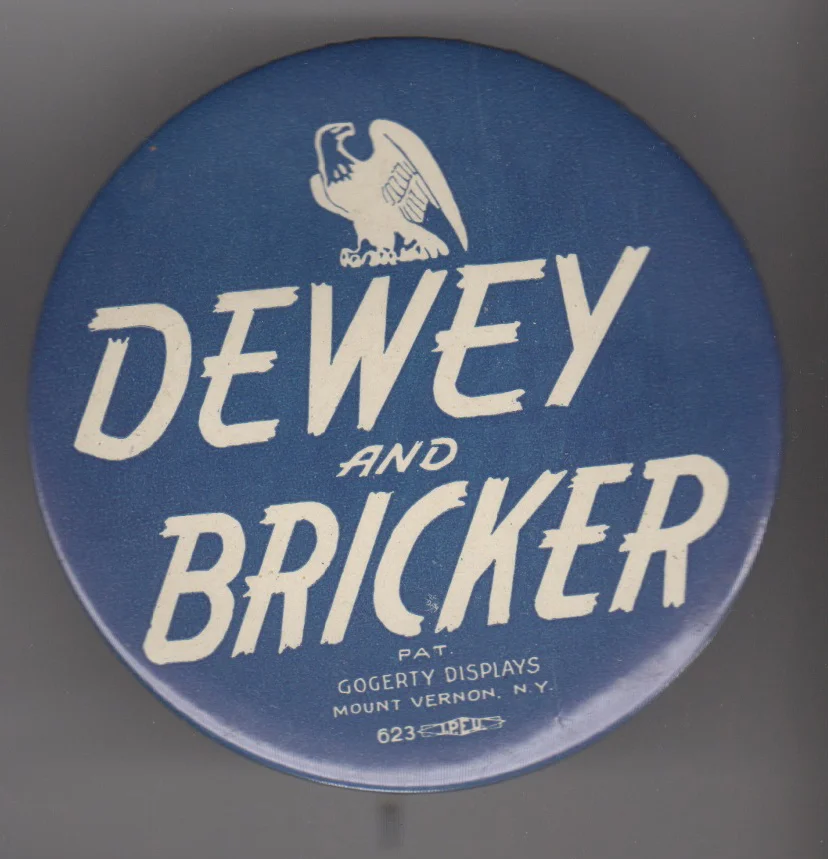 DEWEY
AND
BRICKER
PAT.
GOGERTY DISPLAYS
MOUNT VERNON, N.Y.
623 I.P.E.U.